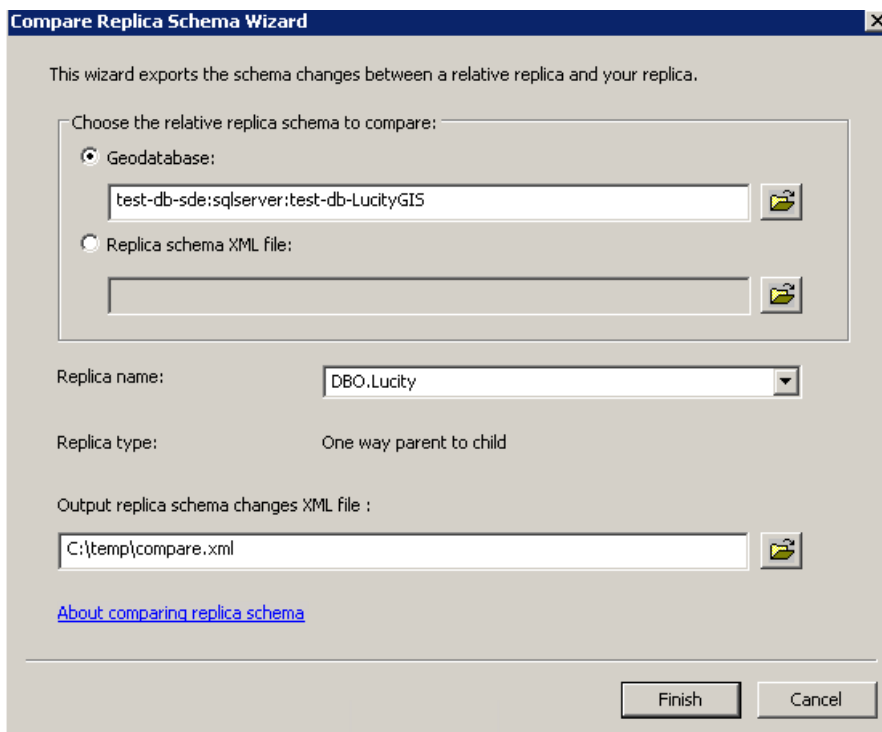 Compare Replica Schema Wizard
This wizard exports the schema changes between a relative replica and your replica.
Choose the relative replica schema to compare:
Geodatabase:
test-db-sde:sqlserver:test-db-LucityGIS
Replica schema XML file:
Replica name:
DBO.Lucity
Replica type:
One way parent to child
Output replica schema changes XML file :
C:\temp\compare.xml
About comparing replica schema
Finish
Cancel